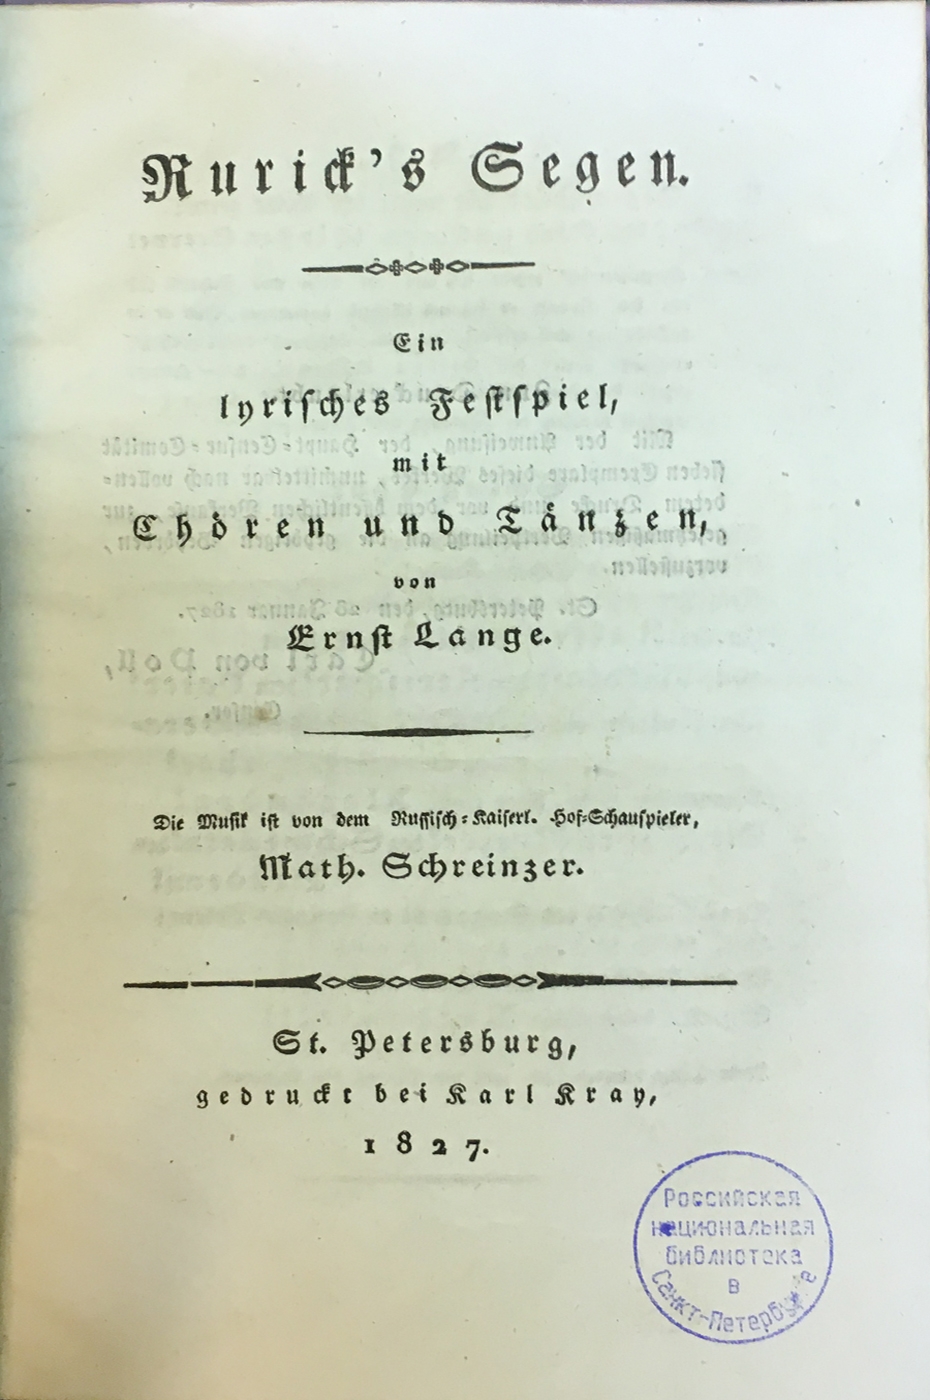 Rurick's Segen.
Ein
lyrisches Festspiel,
mit
Chören und Tänzen,
von
Ernst Lange.
Die Musik ist von dem Russisch-Kaiserl. Hof-Schauspieler,
Math. Schreinzer.
St. Petersburg,
gedruckt bei Karl Kray,
1827.
Российская
национальная
библиотека
в
Санкт-Петербурге